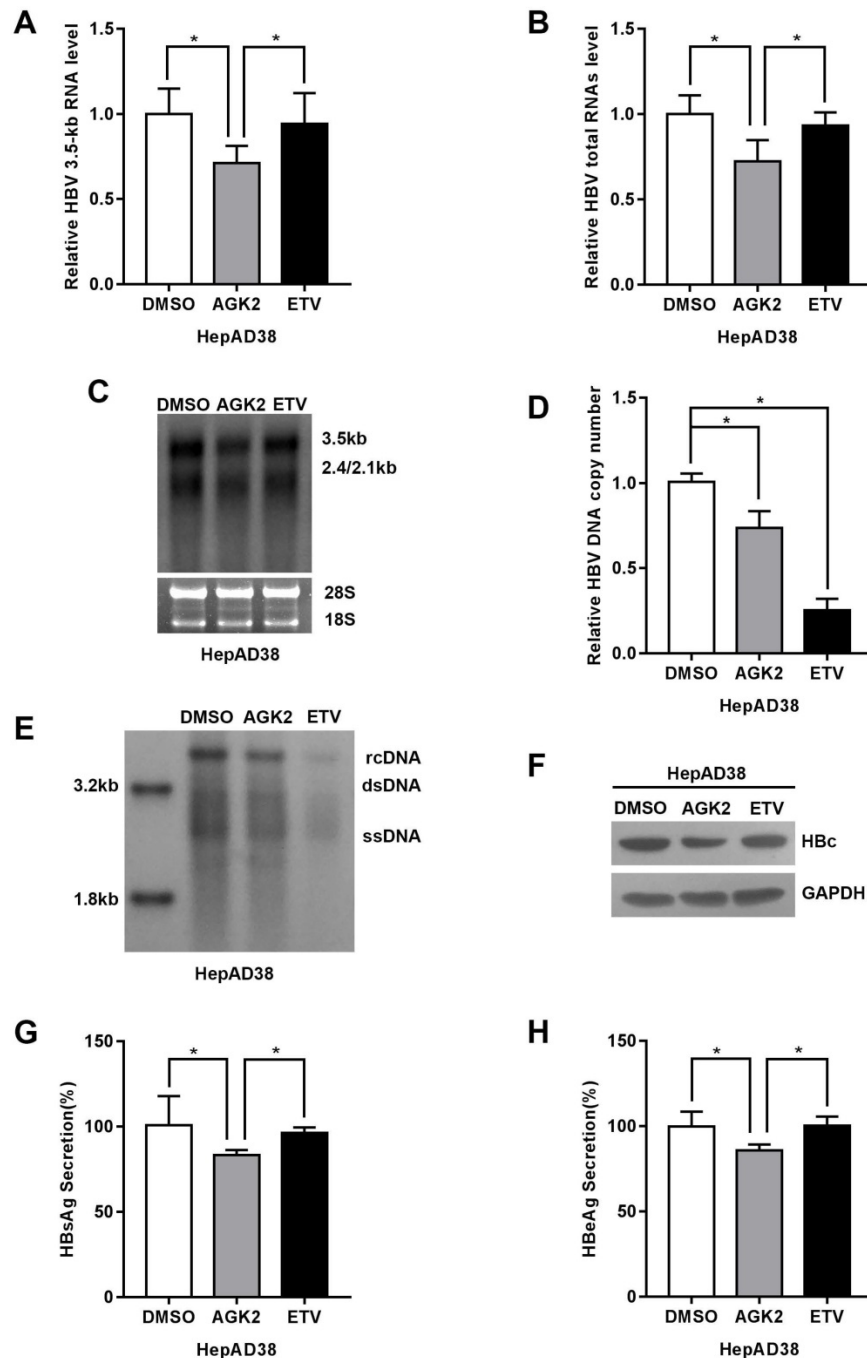 A
Relative HBV 3.5-kb RNA level
1.5
1.0
0.5
0.0
*
*
DMSO AGK2 ETV
HepAD38
B
Relative HBV total RNAs level
1.5
1.0
0.5
0.0
*
*
DMSO AGK2 ETV
HepAD38
C
DMSO AGK2 ETV
3.5kb
2.4/2.1kb
28S
18S
HepAD38
D
Relative HBV DNA copy number
1.5
1.0
0.5
0.0
*
*
DMSO AGK2 ETV
HepAD38
E
DMSO AGK2 ETV
rcDNA
3.2kb
dsDNA
ssDNA
1.8kb
HepAD38
F
HepAD38
DMSO AGK2 ETV
HBc
GAPDH
G
HBsAg Secretion(%)
150
100
50
0
*
*
DMSO AGK2 ETV
HepAD38
H
HBeAg Secretion(%)
150
100
50
0
*
*
DMSO AGK2 ETV
HepAD38